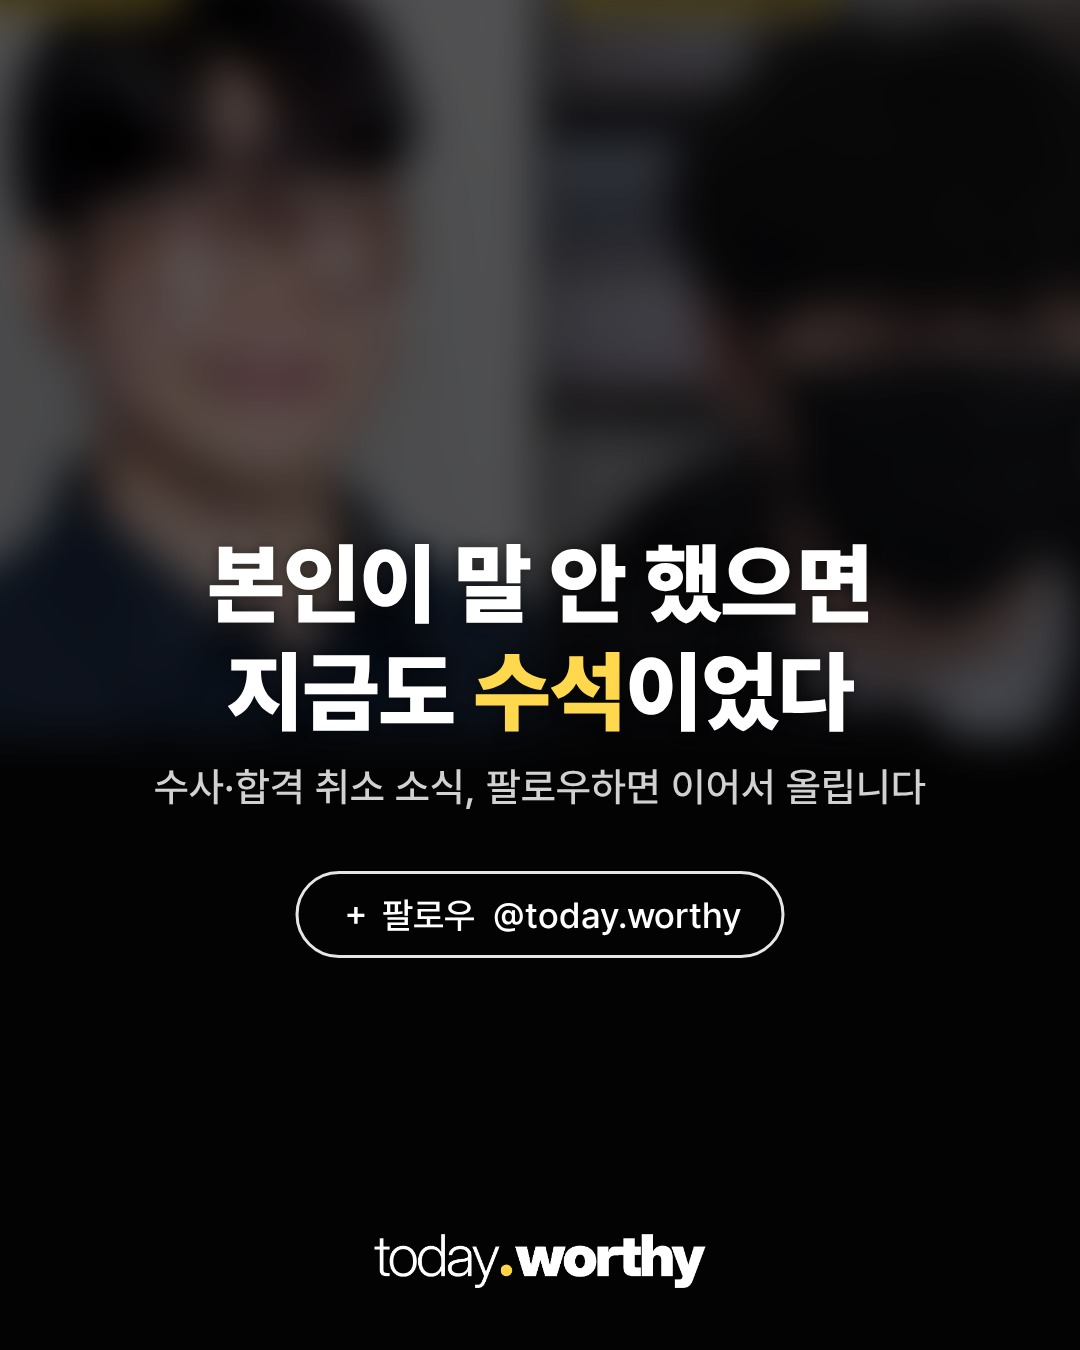 본인이 말 안 했으면
지금도 수석이었다
수사·합격 취소 소식, 팔로우하면 이어서 올립니다
+ 팔로우 @today.worthy
today.worthy